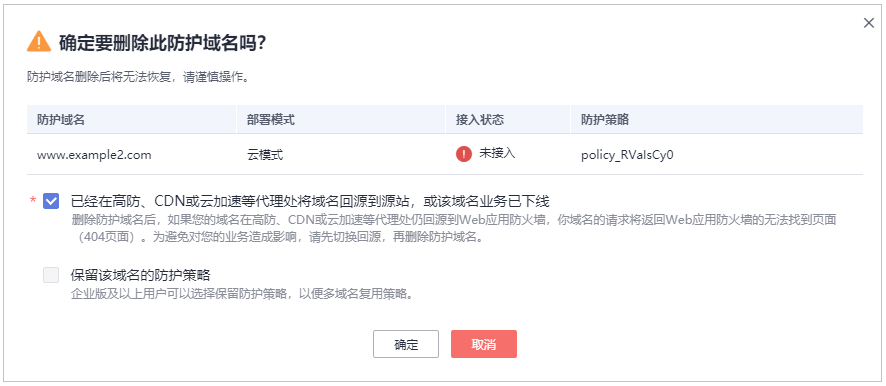 确定要删除此防护域名吗?
防护域名删除后将无法恢复，请谨慎操作。
防护域名 部署模式 接入状态 防护策略
www.example2.com 云模式 未接入 policy_RVaIsCy0
* 已经在高防、CDN或云加速等代理处将域名回源到源站，或该域名业务已下线
删除防护域名后，如果您的域名在高防、CDN或云加速等代理处仍回源到Web应用防火墙，你域名的请求将返回Web应用防火墙的无法找到页面
（404页面）。为避免对您的业务造成影响，请先切换回源，再删除防护域名。
保留该域名的防护策略
企业版及以上用户可以选择保留防护策略，以便多域名复用策略。
确定 取消